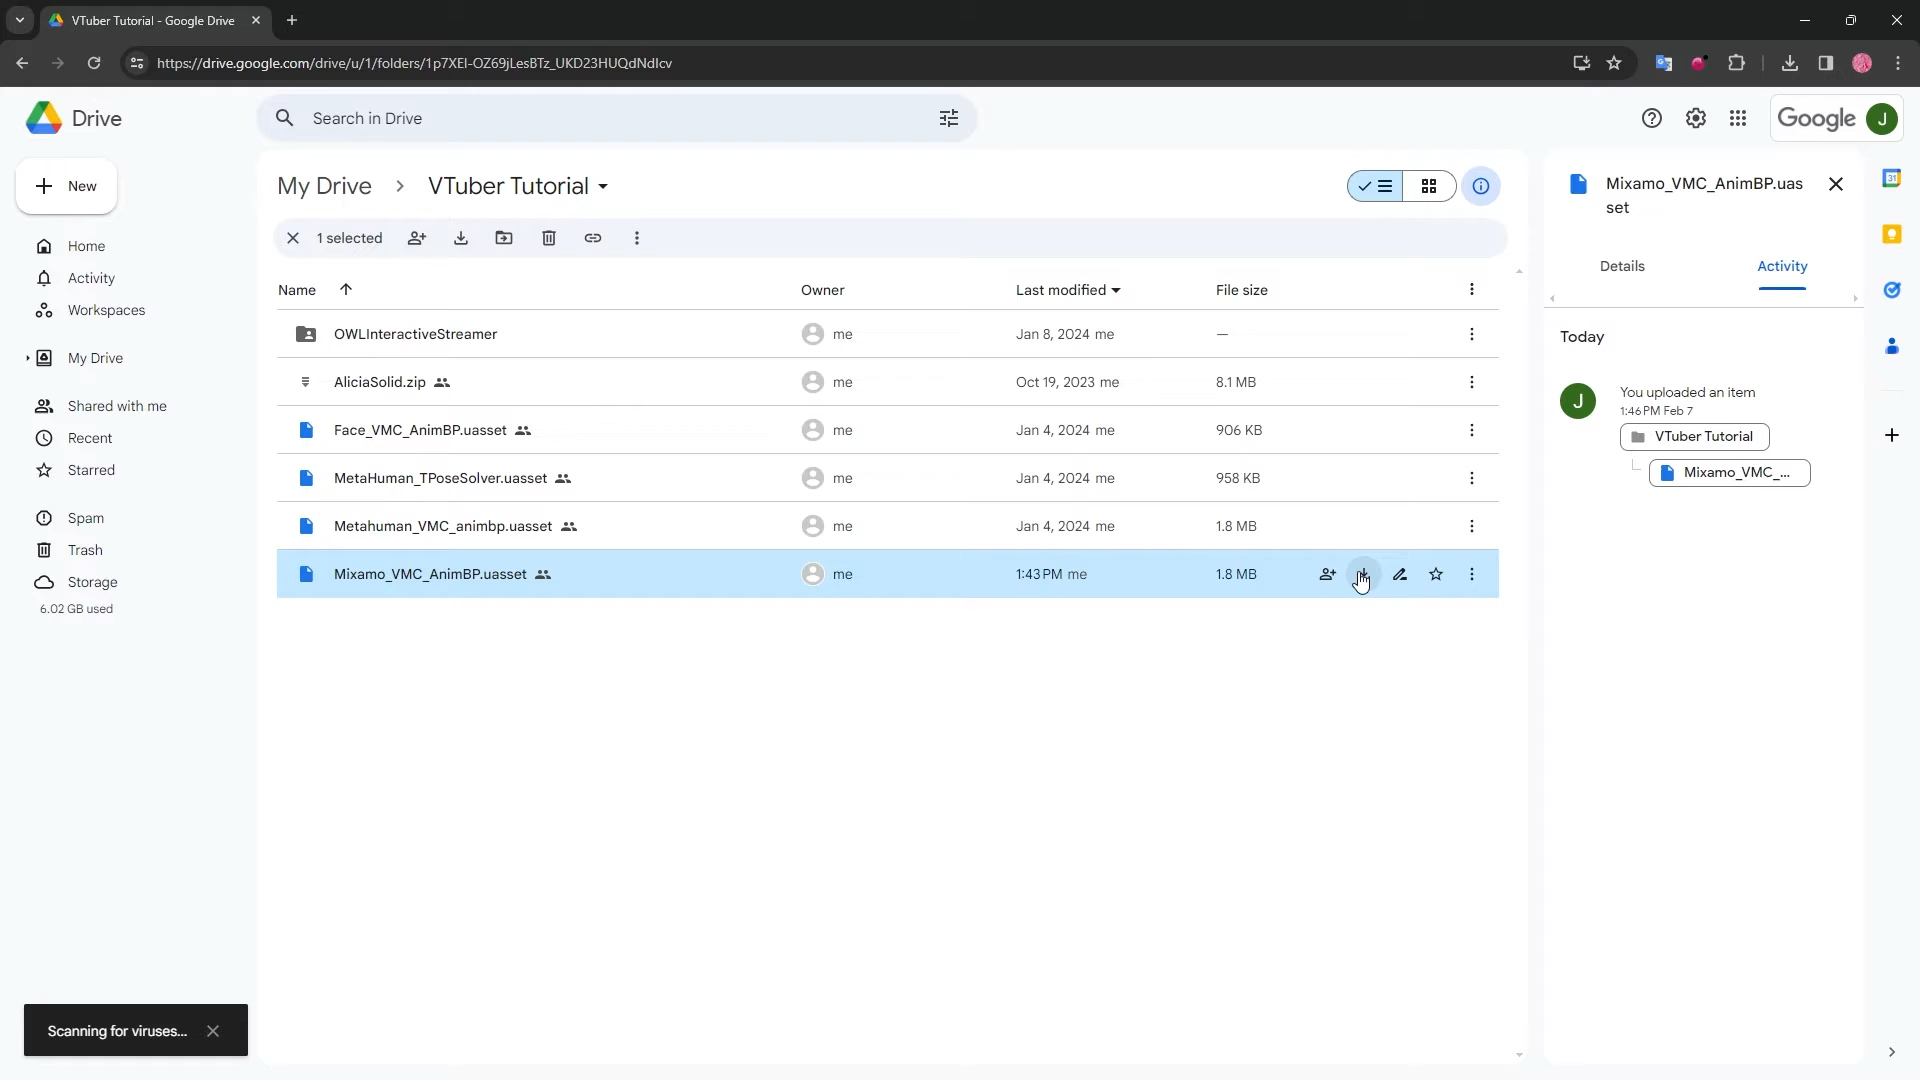 VTuber Tutorial - Google Drive
https://drive.google.com/drive/u/1/folders/1p7XEI-OZ69jLesBTz_UKD23HUQdNdIcv
Drive
Search in Drive
Google J
New
My Drive > VTuber Tutorial
Mixamo_VMC_AnimBP.uas
set
1 selected
Home
Activity
Workspaces
My Drive
Shared with me
Recent
Starred
Spam
Trash
Storage
6.02 GB used
Name Owner Last modified File size
OWLInteractiveStreamer me Jan 8, 2024 me —
AliciaSolid.zip me Oct 19, 2023 me 8.1 MB
Face_VMC_AnimBP.uasset me Jan 4, 2024 me 906 KB
MetaHuman_TPoseSolver.uasset me Jan 4, 2024 me 958 KB
Metahuman_VMC_animbp.uasset me Jan 4, 2024 me 1.8 MB
Mixamo_VMC_AnimBP.uasset me 1:43 PM me 1.8 MB
Details Activity
Today
J
You uploaded an item
1:46 PM Feb 7
VTuber Tutorial
Mixamo_VMC_...
31
Scanning for viruses...